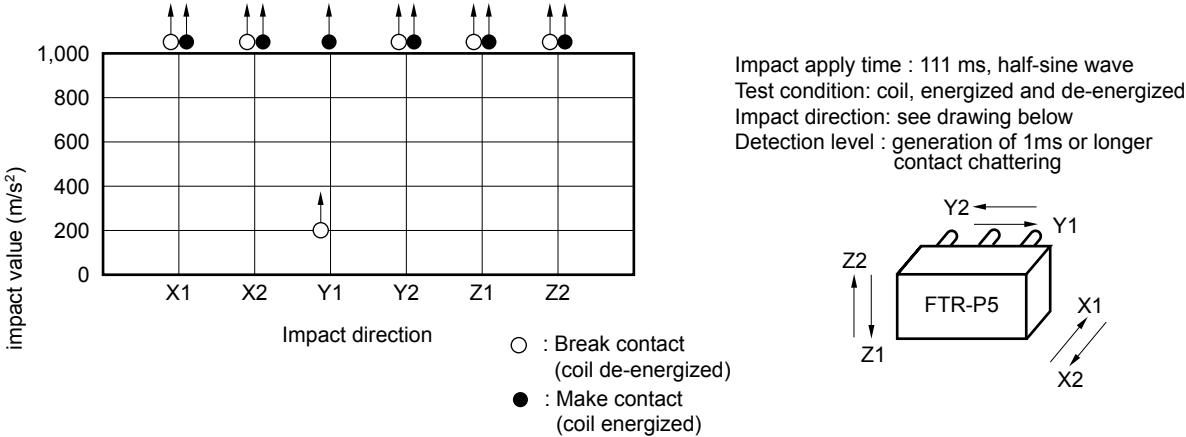 1,000
800
600
400
200
0
impact value (m/s²)
X1 X2 Y1 Y2 Z1 Z2
Impact direction
: Break contact
(coil de-energized)
: Make contact
(coil energized)
Impact apply time : 111 ms, half-sine wave
Test condition: coil, energized and de-energized
Impact direction: see drawing below
Detection level : generation of 1ms or longer
contact chattering
Y2
Y1
Z2
FTR-P5
X1
Z1
X2